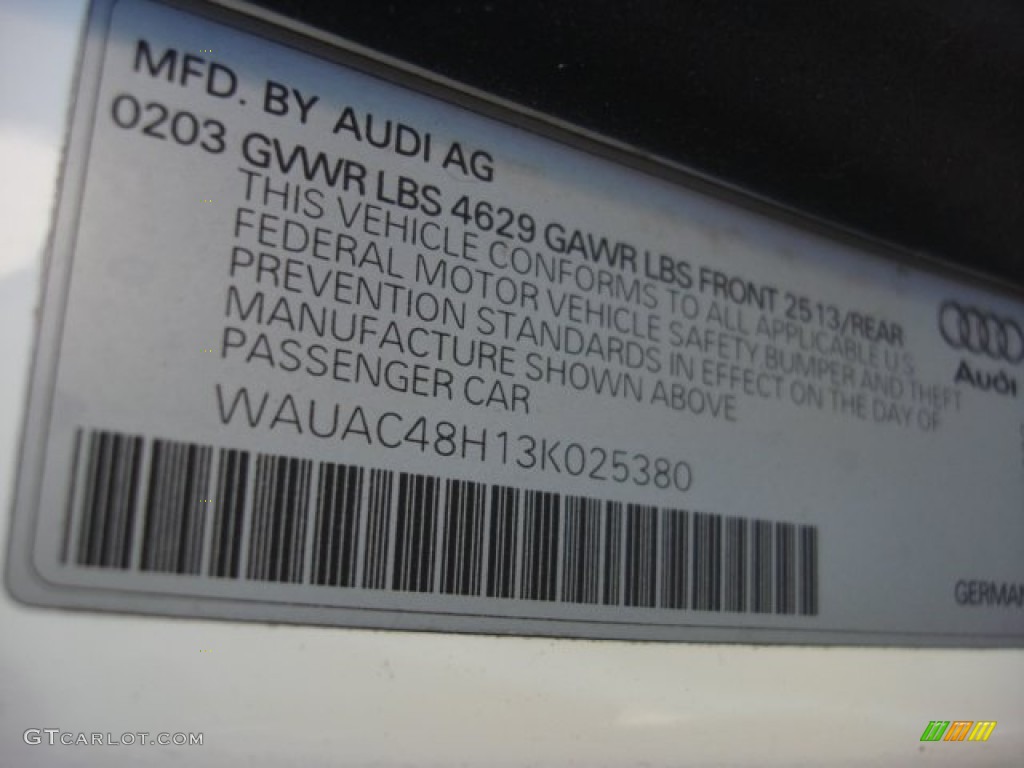 MFD. BY AUDI AG
0203 GVWR LBS 4629 GAWR LBS FRONT 2513/REAR
THIS VEHICLE CONFORMS TO ALL APPLICABLE U.S.
FEDERAL MOTOR VEHICLE SAFETY BUMPER AND THEFT
PREVENTION STANDARDS IN EFFECT ON THE DAY OF
MANUFACTURE SHOWN ABOVE
PASSENGER CAR
WAUAC48H13K025380
Audi
GERMAN
GTCARLOT.COM